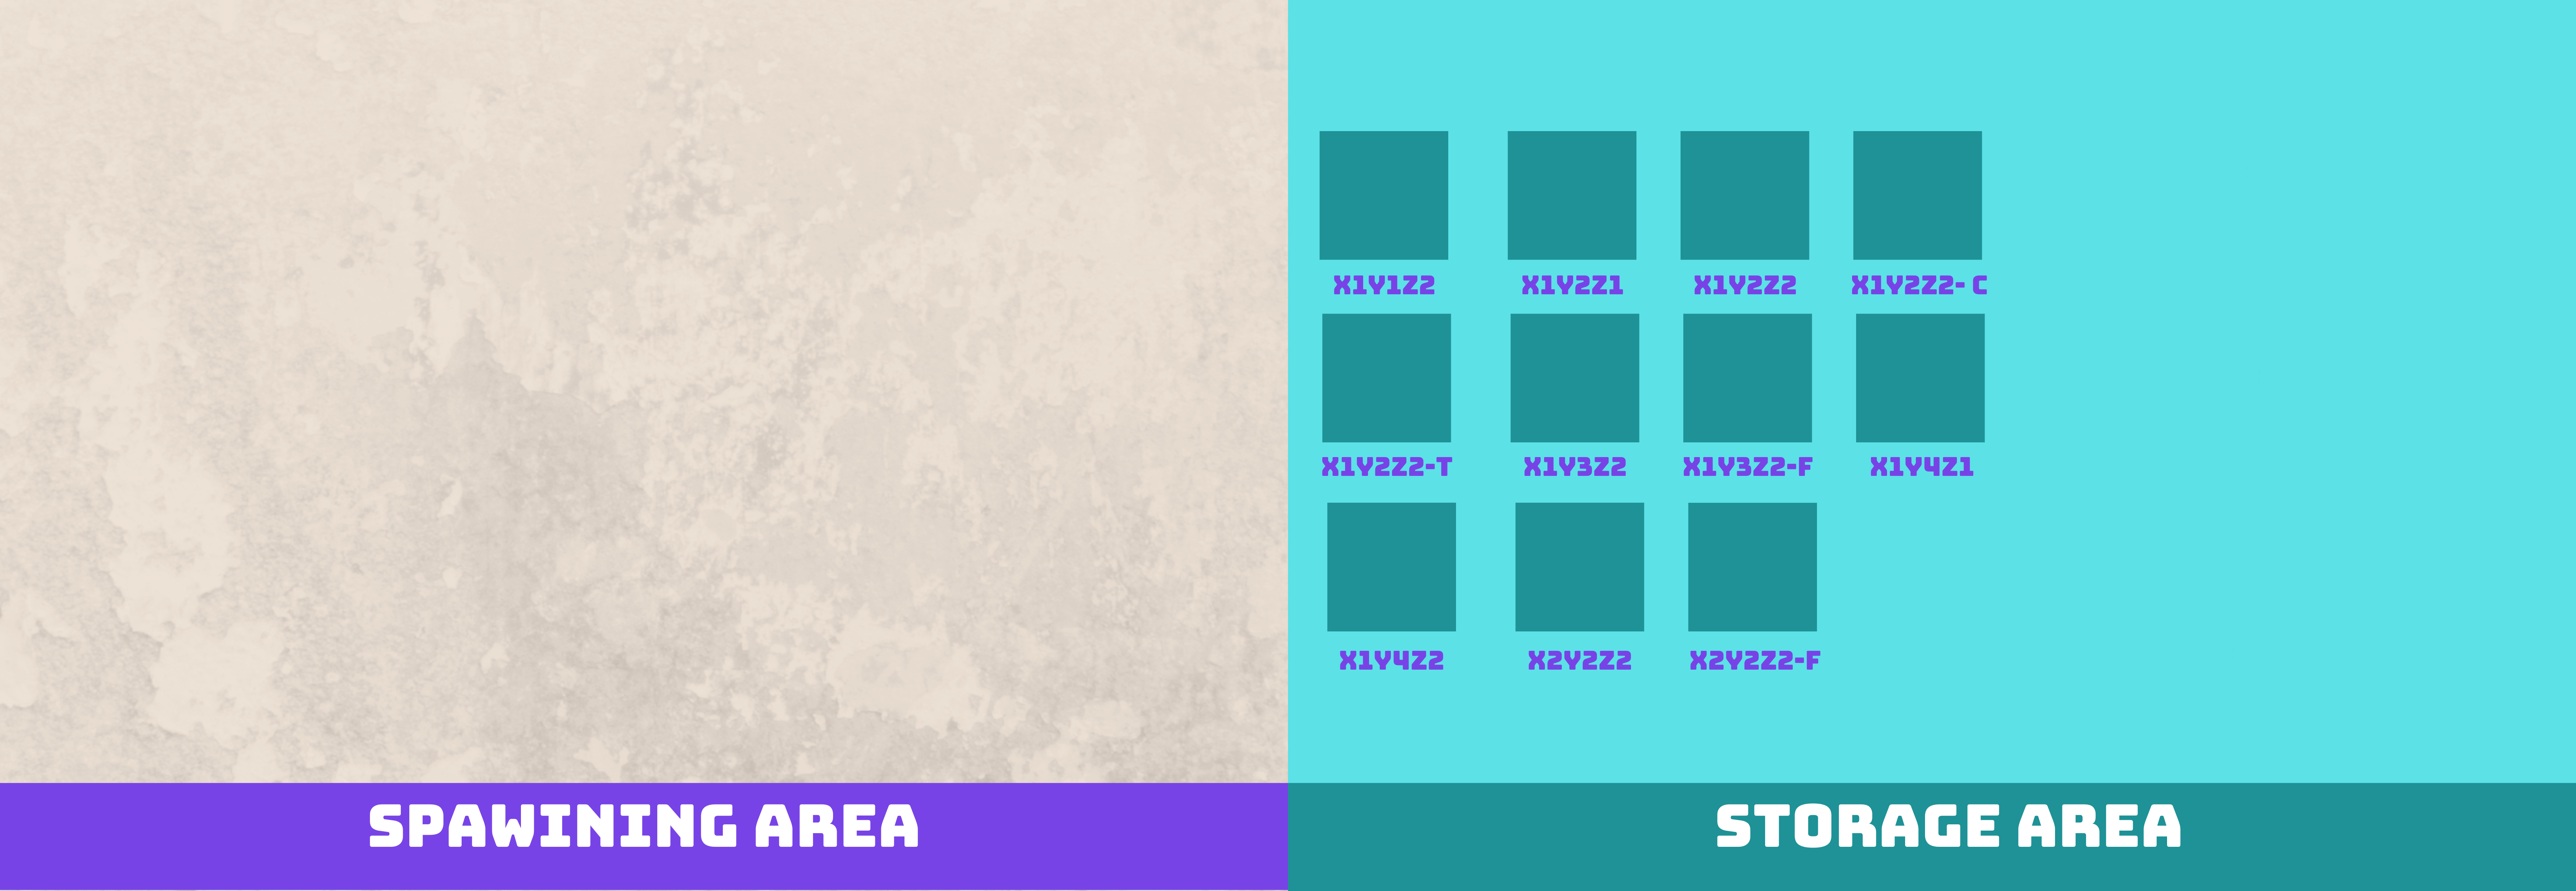 X1Y1Z2 X1Y2Z1 X1Y2Z2 X1Y2Z2- C
X1Y2Z2-T X1Y3Z2 X1Y3Z2-F X1Y4Z1
X1Y4Z2 X2Y2Z2 X2Y2Z2-F
SPAWINING AREA
STORAGE AREA